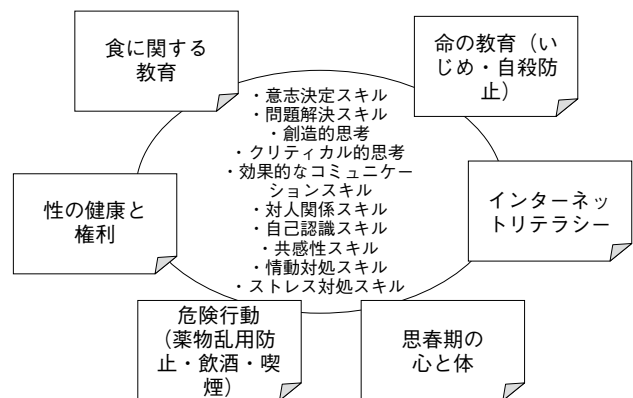 食に関する
教育
命の教育（い
じめ・自殺防
止）
・意志決定スキル
・問題解決スキル
・創造的思考
・クリティカル的思考
・効果的なコミュニケー
ションスキル
・対人関係スキル
・自己認識スキル
・共感性スキル
・情動対処スキル
・ストレス対処スキル
性の健康と
権利
インターネッ
トリテラシー
危険行動
（薬物乱用防
止・飲酒・喫
煙）
思春期の
心と体